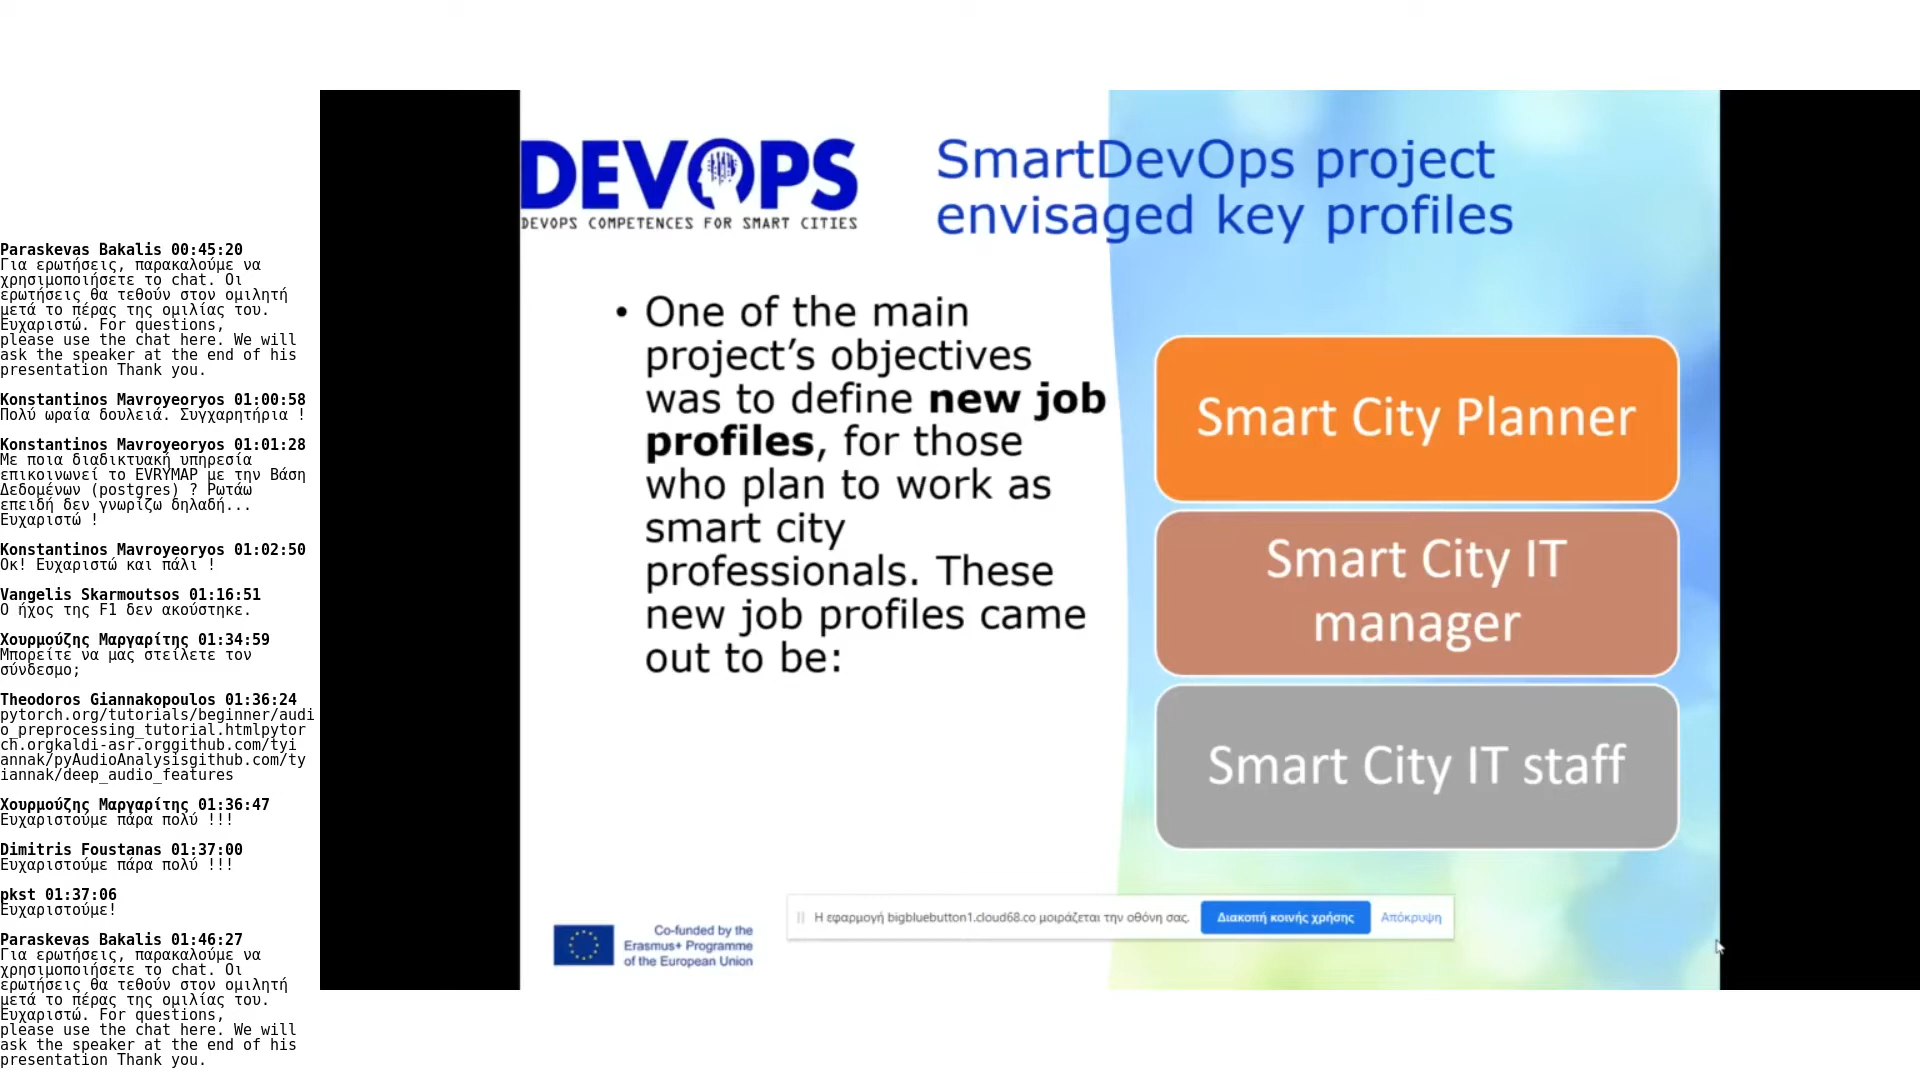 Paraskevas Bakalis 00:45:20
Για ερωτήσεις, παρακαλούμε να
χρησιμοποιήσετε το chat. Οι
ερωτήσεις θα τεθούν στον ομιλητή
μετά το πέρας της ομιλίας του.
Ευχαριστώ. For questions,
please use the chat here. We will
ask the speaker at the end of his
presentation Thank you.
Konstantinos Mavroyeoryos 01:00:58
Πολύ ωραία δουλειά. Συγχαρητήρια !
Konstantinos Mavroyeoryos 01:01:28
Με ποια διαδικτυακή υπηρεσία
επικοινωνεί το EVRYMAP με την Βάση
Δεδομένων (postgres) ? Ρωτάω
επειδή δεν γνωρίζω δηλαδή...
Ευχαριστώ !
Konstantinos Mavroyeoryos 01:02:50
Οκ! Ευχαριστώ και πάλι !
Vangelis Skarmoutsos 01:16:51
Ο ήχος της F1 δεν ακούστηκε.
Χουρμούζης Μαργαρίτης 01:34:59
Μπορείτε να μας στείλετε τον
σύνδεσμο;
Theodoros Giannakopoulos 01:36:24
pytorch.org/tutorials/beginner/audi
o_preprocessing_tutorial.htmlpytor
ch.orgkaldi-asr.orggithub.com/tyi
annak/pyAudioAnalysisgithub.com/ty
iannak/deep_audio_features
Χουρμούζης Μαργαρίτης 01:36:47
Ευχαριστούμε πάρα πολύ !!!
Dimitris Foustanas 01:37:00
Ευχαριστούμε πάρα πολύ !!!
pkst 01:37:06
Ευχαριστούμε!
Paraskevas Bakalis 01:46:27
Για ερωτήσεις, παρακαλούμε να
χρησιμοποιήσετε το chat. Οι
ερωτήσεις θα τεθούν στον ομιλητή
μετά το πέρας της ομιλίας του.
Ευχαριστώ. For questions,
please use the chat here. We will
ask the speaker at the end of his
presentation Thank you.
DEVOPS
DEVOPS COMPETENCES FOR SMART CITIES
SmartDevOps project
envisaged key profiles
• One of the main
project’s objectives
was to define new job
profiles, for those
who plan to work as
smart city
professionals. These
new job profiles came
out to be:
Smart City Planner
Smart City IT
manager
Smart City IT staff
Η εφαρμογή bigbluebutton1.cloud68.co μοιράζεται την οθόνη σας.
Διακοπή κοινής χρήσης
Απόκρυψη
Co-funded by the
Erasmus+ Programme
of the European Union